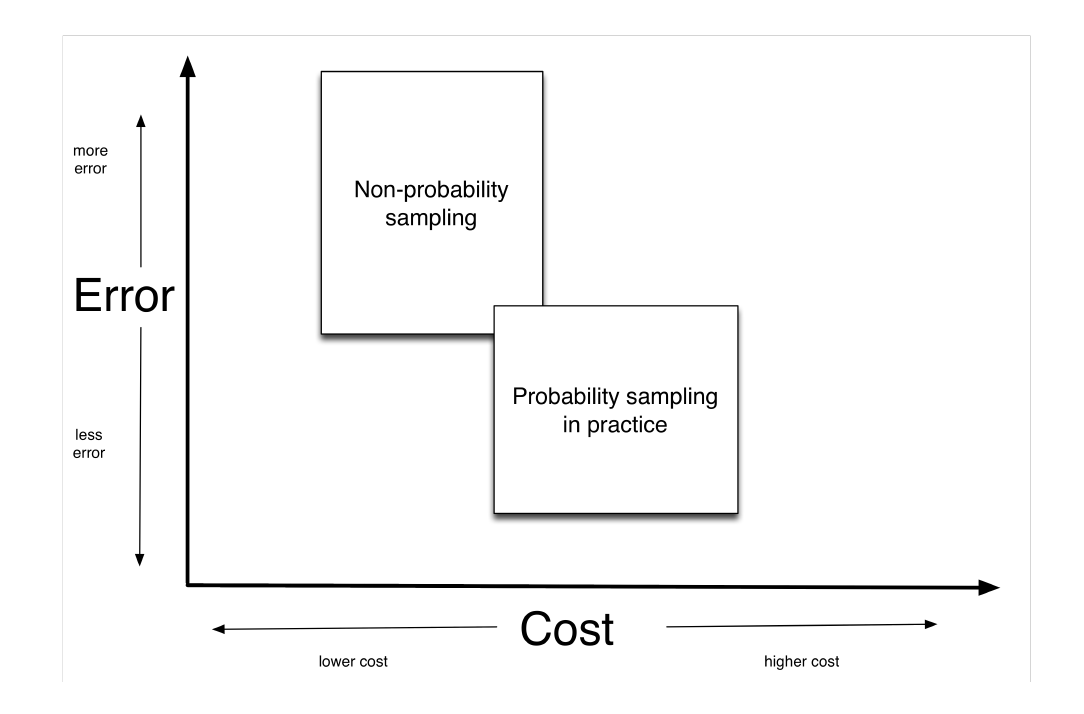 more
error
Error
less
error
Non-probability
sampling
Probability sampling
in practice
Cost
lower cost
higher cost